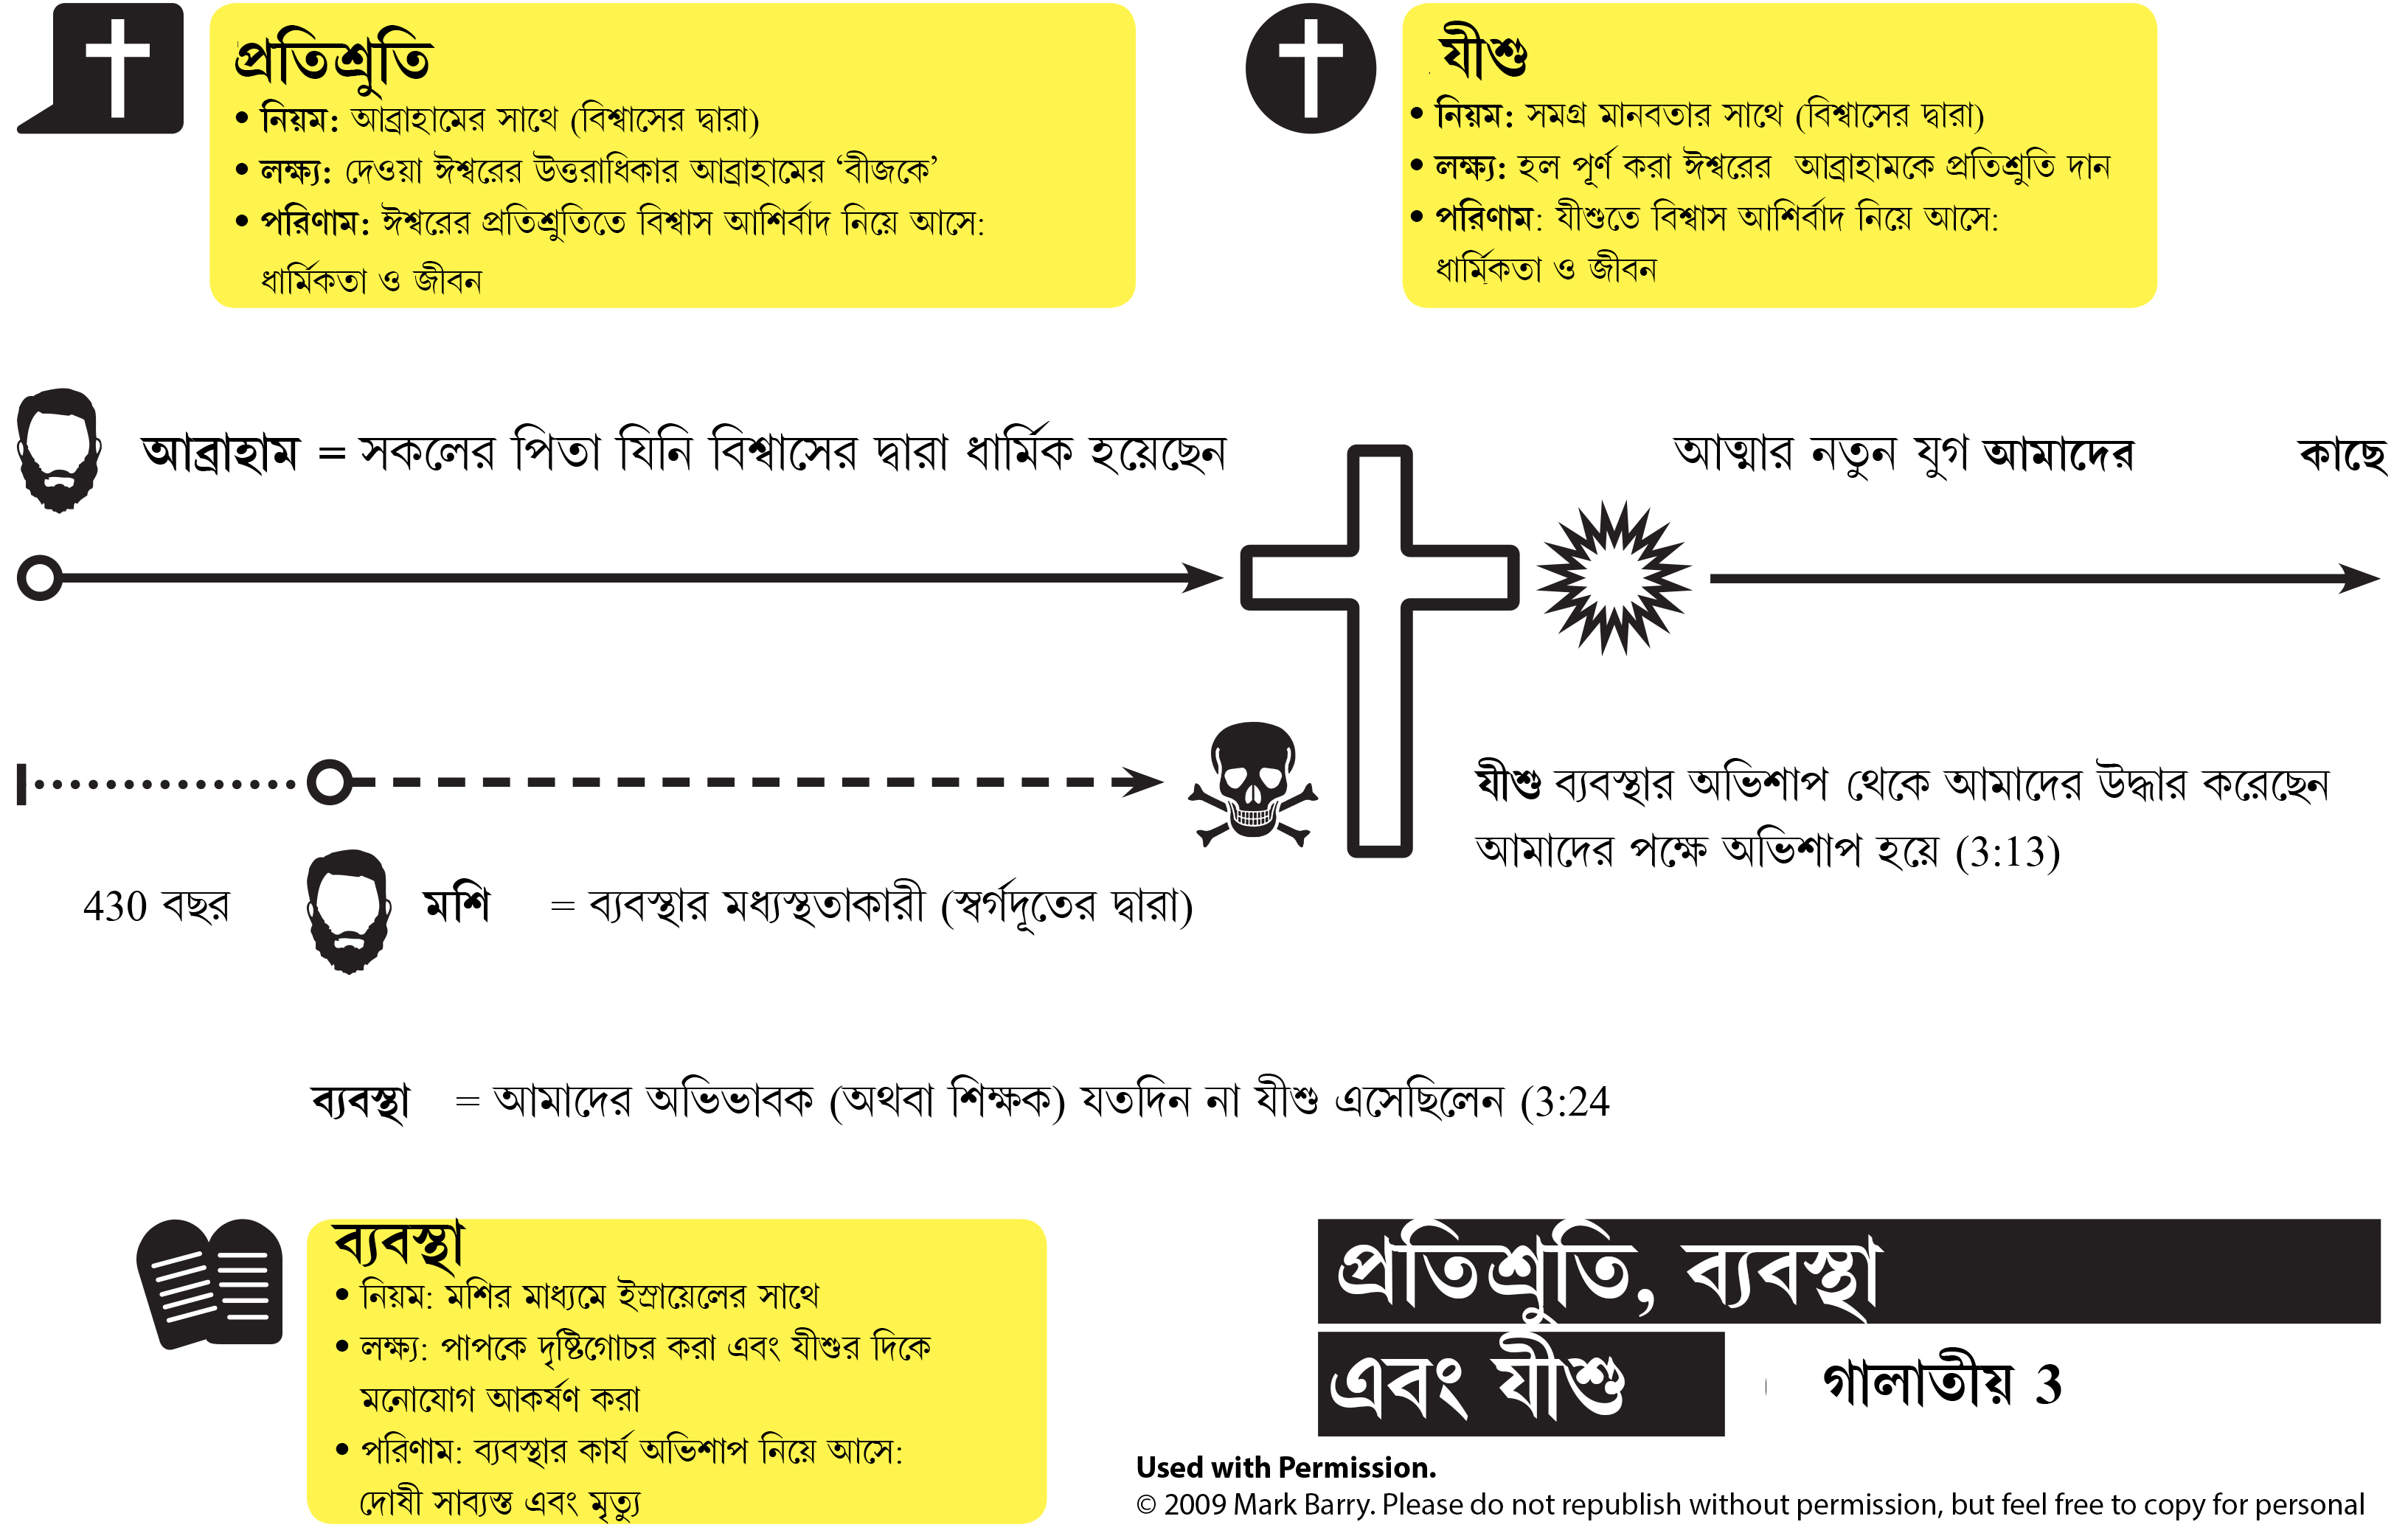 প্রতিশ্রুতি
• নিয়ম: আব্রাহামের সাথে (বিশ্বাসের দ্বারা)
• লক্ষ্য: দেওয়া ঈশ্বরের উত্তরাধিকার আব্রাহামের ‘বীজকে’
• পরিণাম: ঈশ্বরের প্রতিশ্রুতিতে বিশ্বাস আশির্বাদ নিয়ে আসে:
ধার্মিকতা ও জীবন
যীশু
• নিয়ম: সমগ্র মানবতার সাথে (বিশ্বাসের দ্বারা)
• লক্ষ্য: হল পূর্ণ করা ঈশ্বরের আব্রাহামকে প্রতিশ্রুতি দান
• পরিণাম: যীশুতে বিশ্বাস আশির্বাদ নিয়ে আসে:
ধার্মিকতা ও জীবন
আব্রাহাম = সকলের পিতা যিনি বিশ্বাসের দ্বারা ধার্মিক হয়েছেন
আত্মার নতুন যুগ আমাদের কাছে
যীশু ব্যবস্থার অভিশাপ থেকে আমাদের উদ্ধার করেছেন
আমাদের পক্ষে অভিশাপ হয়ে (3:13)
430 বছর
মশি = ব্যবস্থার মধ্যস্থতাকারী (স্বর্গদূতের দ্বারা)
ব্যবস্থা = আমাদের অভিভাবক (অথবা শিক্ষক) যতদিন না যীশু এসেছিলেন (3:24
ব্যবস্থা
• নিয়ম: মশির মাধ্যমে ইস্রায়েলের সাথে
• লক্ষ্য: পাপকে দৃষ্টিগোচর করা এবং যীশুর দিকে
মনোযোগ আকর্ষণ করা
• পরিণাম: ব্যবস্থার কার্য অভিশাপ নিয়ে আসে:
দোষী সাব্যস্ত এবং মৃত্যু
প্রতিশ্রুতি, ব্যবস্থা
এবং যীশু
গালাতীয় 3
Used with Permission.
© 2009 Mark Barry. Please do not republish without permission, but feel free to copy for personal